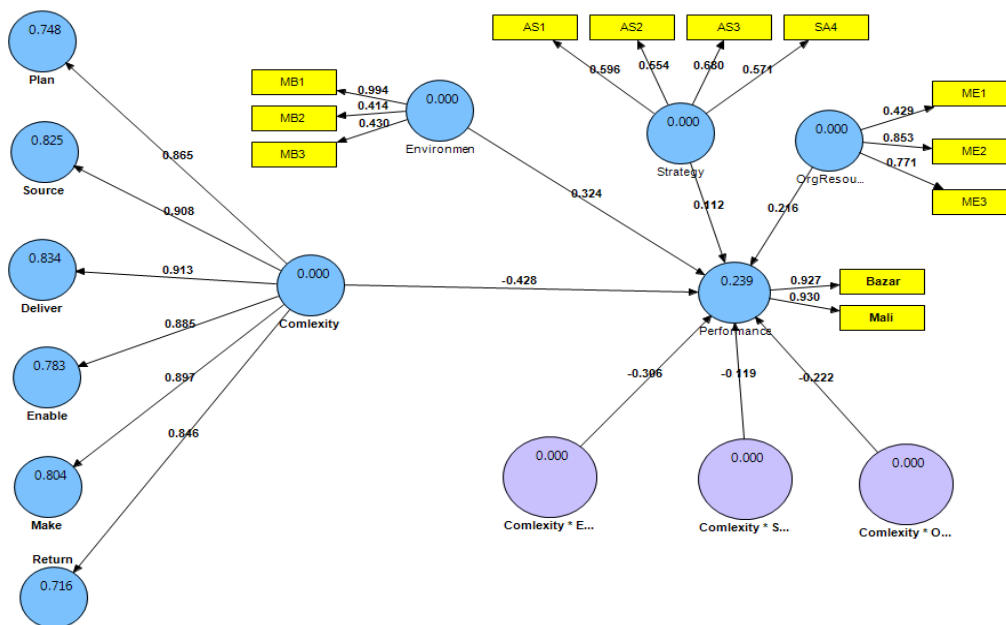 0.748
Plan
0.825
Source
0.834
Deliver
0.783
Enable
0.804
Make
Return
0.716
0.865
0.908
0.913
0.885
0.897
0.846
0.000
Comlexity
-0.428
MB1
MB2
MB3
0.994
0.414
0.430
0.000
Environmen
0.324
AS1
AS2
AS3
SA4
0.596
0.554
0.680
0.571
0.000
Strategy
0.112
0.000
OrgResou...
0.216
0.429
0.853
0.771
ME1
ME2
ME3
0.239
Performance
0.927
0.930
Bazar
Mali
-0.306
-0 119
-0.222
0.000
Comlexity * E...
0.000
Comlexity * S...
0.000
Comlexity * O...